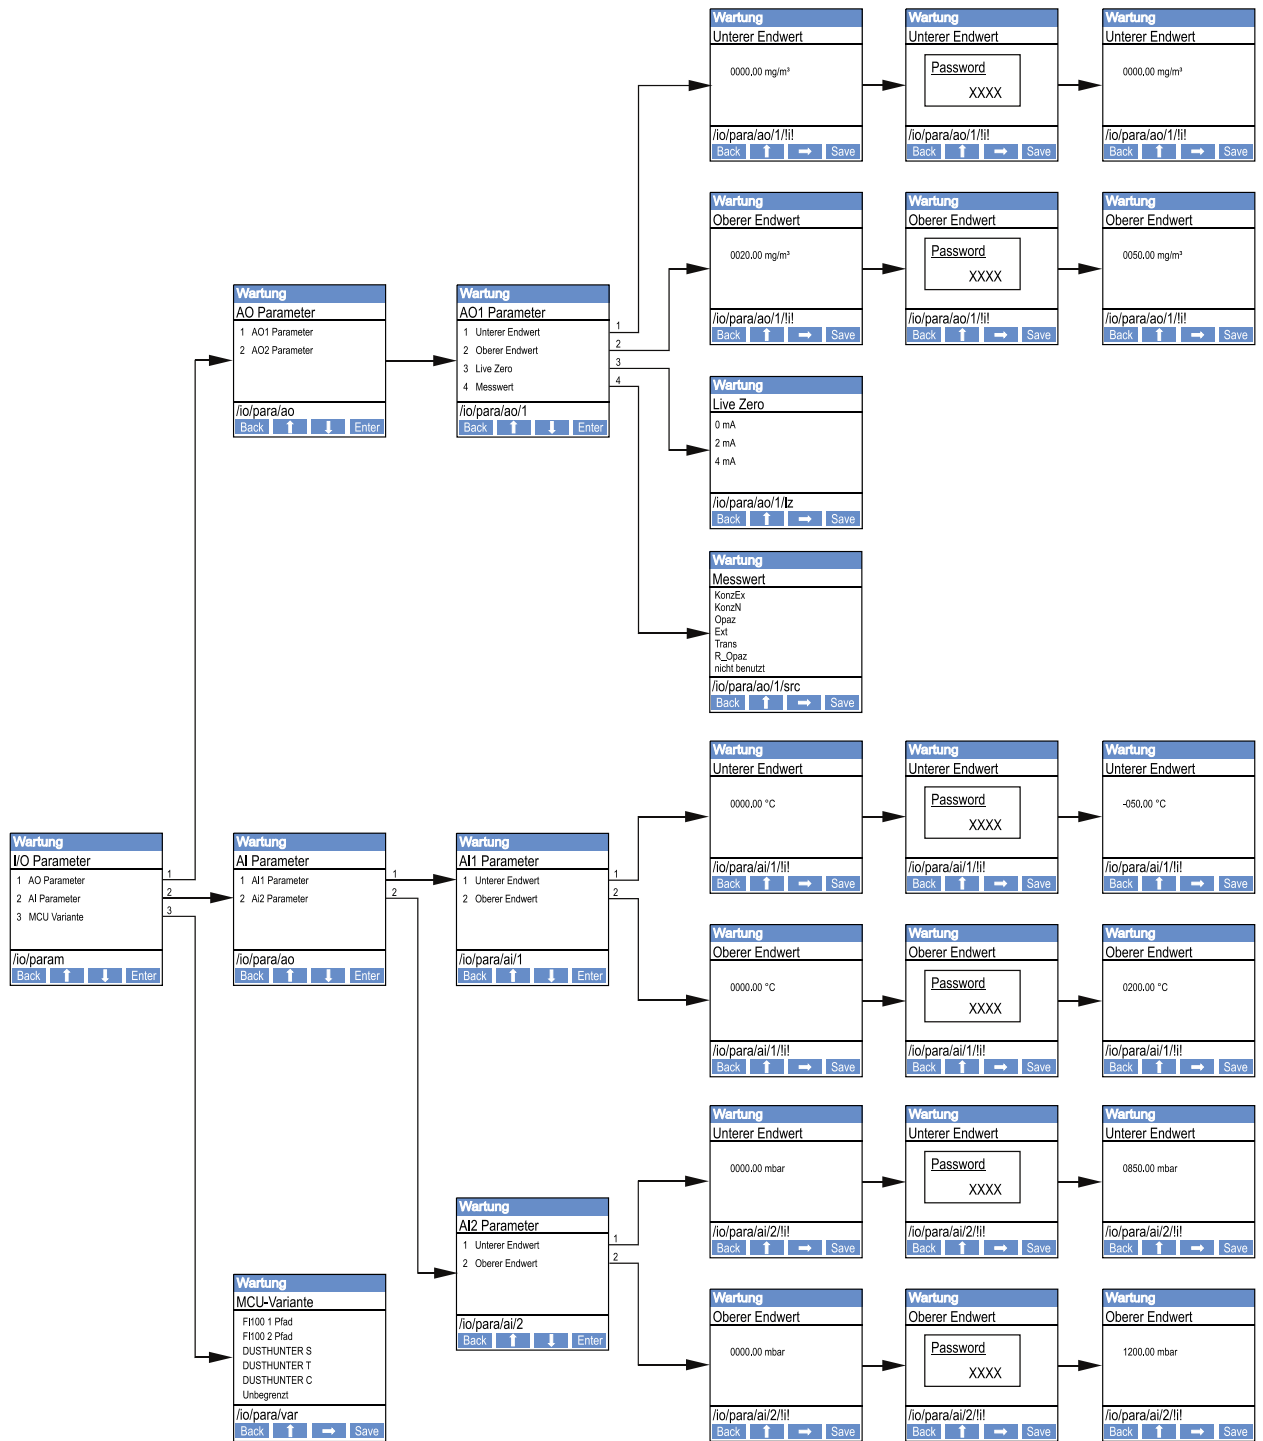 Wartung
Unterer Endwert
0000.00 mg/m³
/io/para/ao/1/!i!
Back Save
Wartung
Unterer Endwert
Password
XXXX
/io/para/ao/1/!i!
Back Save
Wartung
Unterer Endwert
0000.00 mg/m³
/io/para/ao/1/!i!
Back Save
Wartung
Oberer Endwert
0020.00 mg/m³
/io/para/ao/1/!i!
Back Save
Wartung
Oberer Endwert
Password
XXXX
/io/para/ao/1/!i!
Back Save
Wartung
Oberer Endwert
0050.00 mg/m³
/io/para/ao/1/!i!
Back Save
Wartung
AO Parameter
1 AO1 Parameter
2 AO2 Parameter
/io/para/ao
Back Enter
Wartung
AO1 Parameter
1 Unterer Endwert
2 Oberer Endwert
3 Live Zero
4 Messwert
/io/para/ao/1
Back Enter
1
2
3
4
Wartung
Live Zero
0 mA
2 mA
4 mA
/io/para/ao/1/lz
Back Save
Wartung
Messwert
KonzEx
KonzN
Opaz
Ext
Trans
R_Opaz
nicht benutzt
/io/para/ao/1/src
Back Save
Wartung
Unterer Endwert
0000.00 °C
/io/para/ai/1/!i!
Back Save
Wartung
Unterer Endwert
Password
XXXX
/io/para/ai/1/!i!
Back Save
Wartung
Unterer Endwert
-050.00 °C
/io/para/ai/1/!i!
Back Save
Wartung
I/O Parameter
1 AO Parameter
2 AI Parameter
3 MCU Variante
/io/param
Back Enter
1
2
3
Wartung
AI Parameter
1 AI1 Parameter
2 Ai2 Parameter
/io/para/ao
Back Enter
1
2
Wartung
AI1 Parameter
1 Unterer Endwert
2 Oberer Endwert
/io/para/ai/1
Back Enter
1
2
Wartung
Oberer Endwert
0000.00 °C
/io/para/ai/1/!i!
Back Save
Wartung
Oberer Endwert
Password
XXXX
/io/para/ai/1/!i!
Back Save
Wartung
Oberer Endwert
0200.00 °C
/io/para/ai/1/!i!
Back Save
Wartung
Unterer Endwert
0000.00 mbar
/io/para/ai/2/!i!
Back Save
Wartung
Unterer Endwert
Password
XXXX
/io/para/ai/2/!i!
Back Save
Wartung
Unterer Endwert
0850.00 mbar
/io/para/ai/2/!i!
Back Save
Wartung
AI2 Parameter
1 Unterer Endwert
2 Oberer Endwert
/io/para/ai/2
Back Enter
1
2
Wartung
MCU-Variante
Fl100 1 Pfad
Fl100 2 Pfad
DUSTHUNTER S
DUSTHUNTER T
DUSTHUNTER C
Unbegrenzt
/io/para/var
Back Save
Wartung
Oberer Endwert
0000.00 mbar
/io/para/ai/2/!i!
Back Save
Wartung
Oberer Endwert
Password
XXXX
/io/para/ai/2/!i!
Back Save
Wartung
Oberer Endwert
1200.00 mbar
/io/para/ai/2/!i!
Back Save